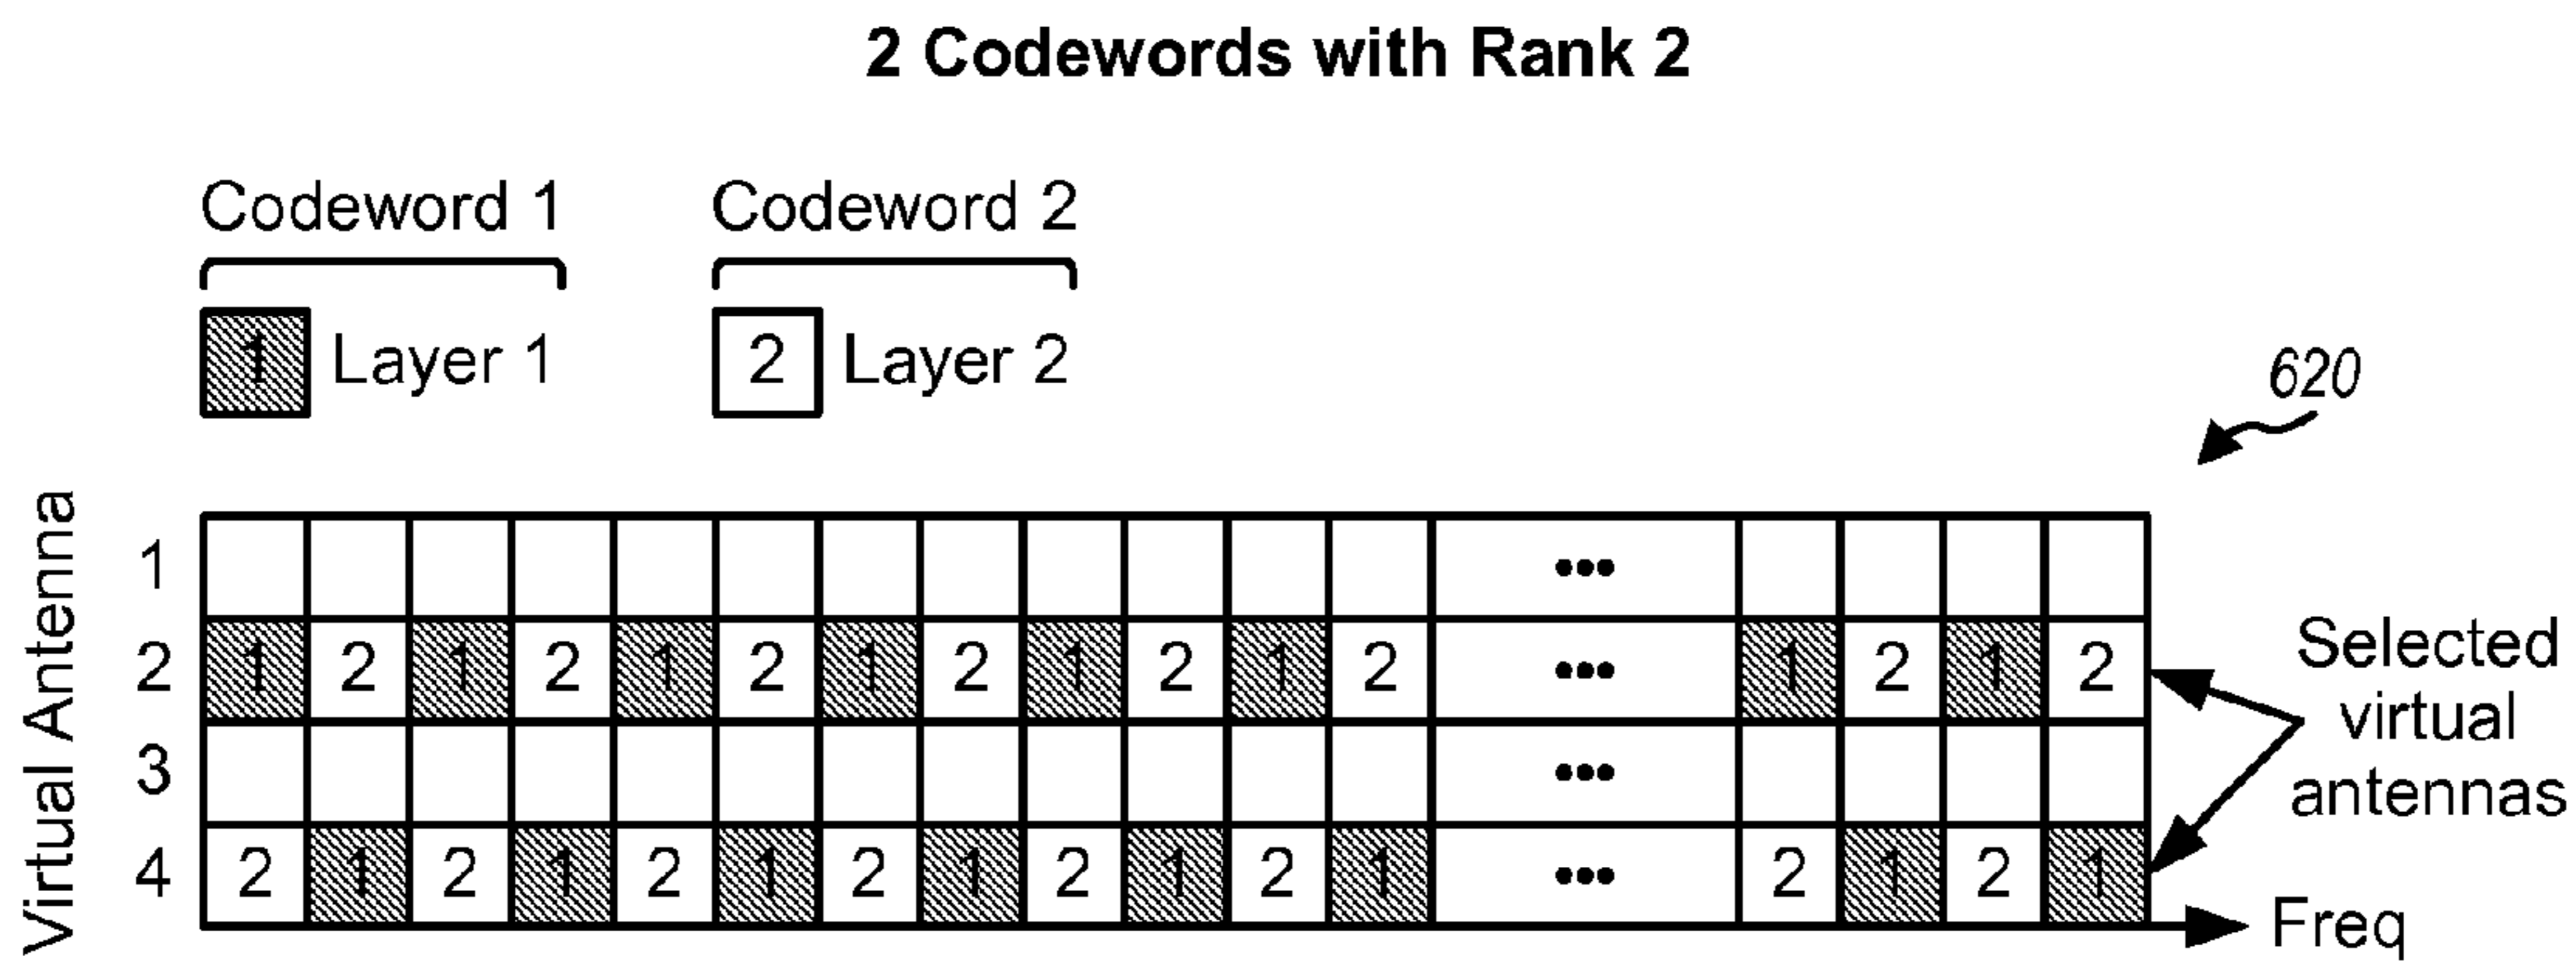 2 Codewords with Rank 2
Codeword 1 Codeword 2
1 Layer 1 2 Layer 2
620
Virtual Antenna
1 •••
2 1 2 1 2 1 2 1 2 1 2 1 2 ••• 1 2 1 2
3 •••
4 2 1 2 1 2 1 2 1 2 1 2 1 ••• 2 1 2 1
Selected
virtual
antennas
Freq